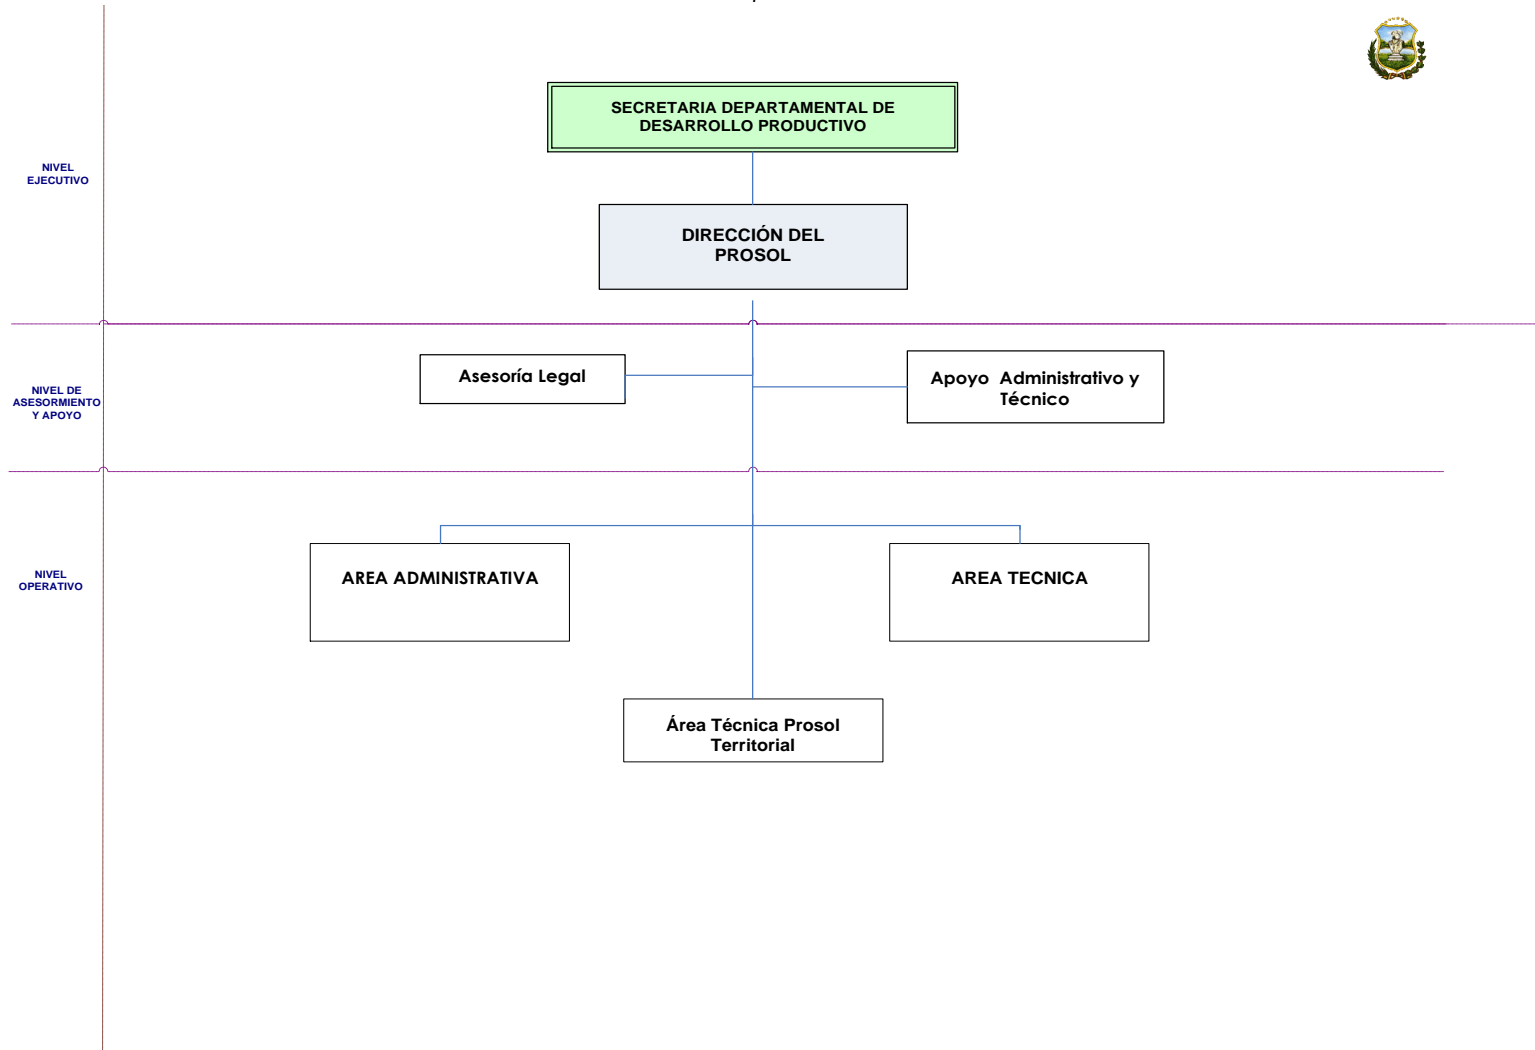 SECRETARIA DEPARTAMENTAL DE
DESARROLLO PRODUCTIVO
NIVEL
EJECUTIVO
DIRECCIÓN DEL
PROSOL
NIVEL DE
ASESORMIENTO
Y APOYO
Asesoría Legal
Apoyo Administrativo y
Técnico
NIVEL
OPERATIVO
AREA ADMINISTRATIVA
AREA TECNICA
Área Técnica Prosol
Territorial